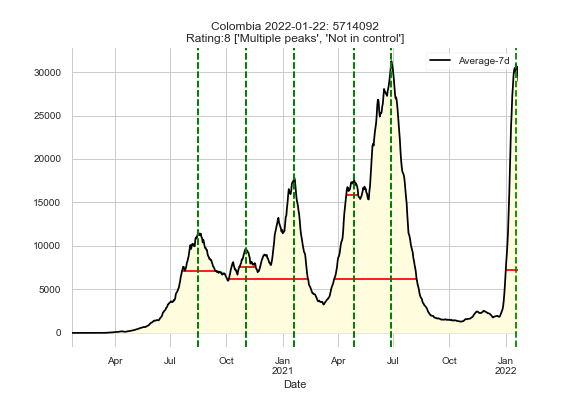 Colombia 2022-01-22: 5714092
Rating:8 ['Multiple peaks', 'Not in control']
Average-7d
30000
25000
20000
15000
10000
5000
0
Apr
Jul
Oct
Jan
2021
Apr
Jul
Oct
Jan
2022
Date